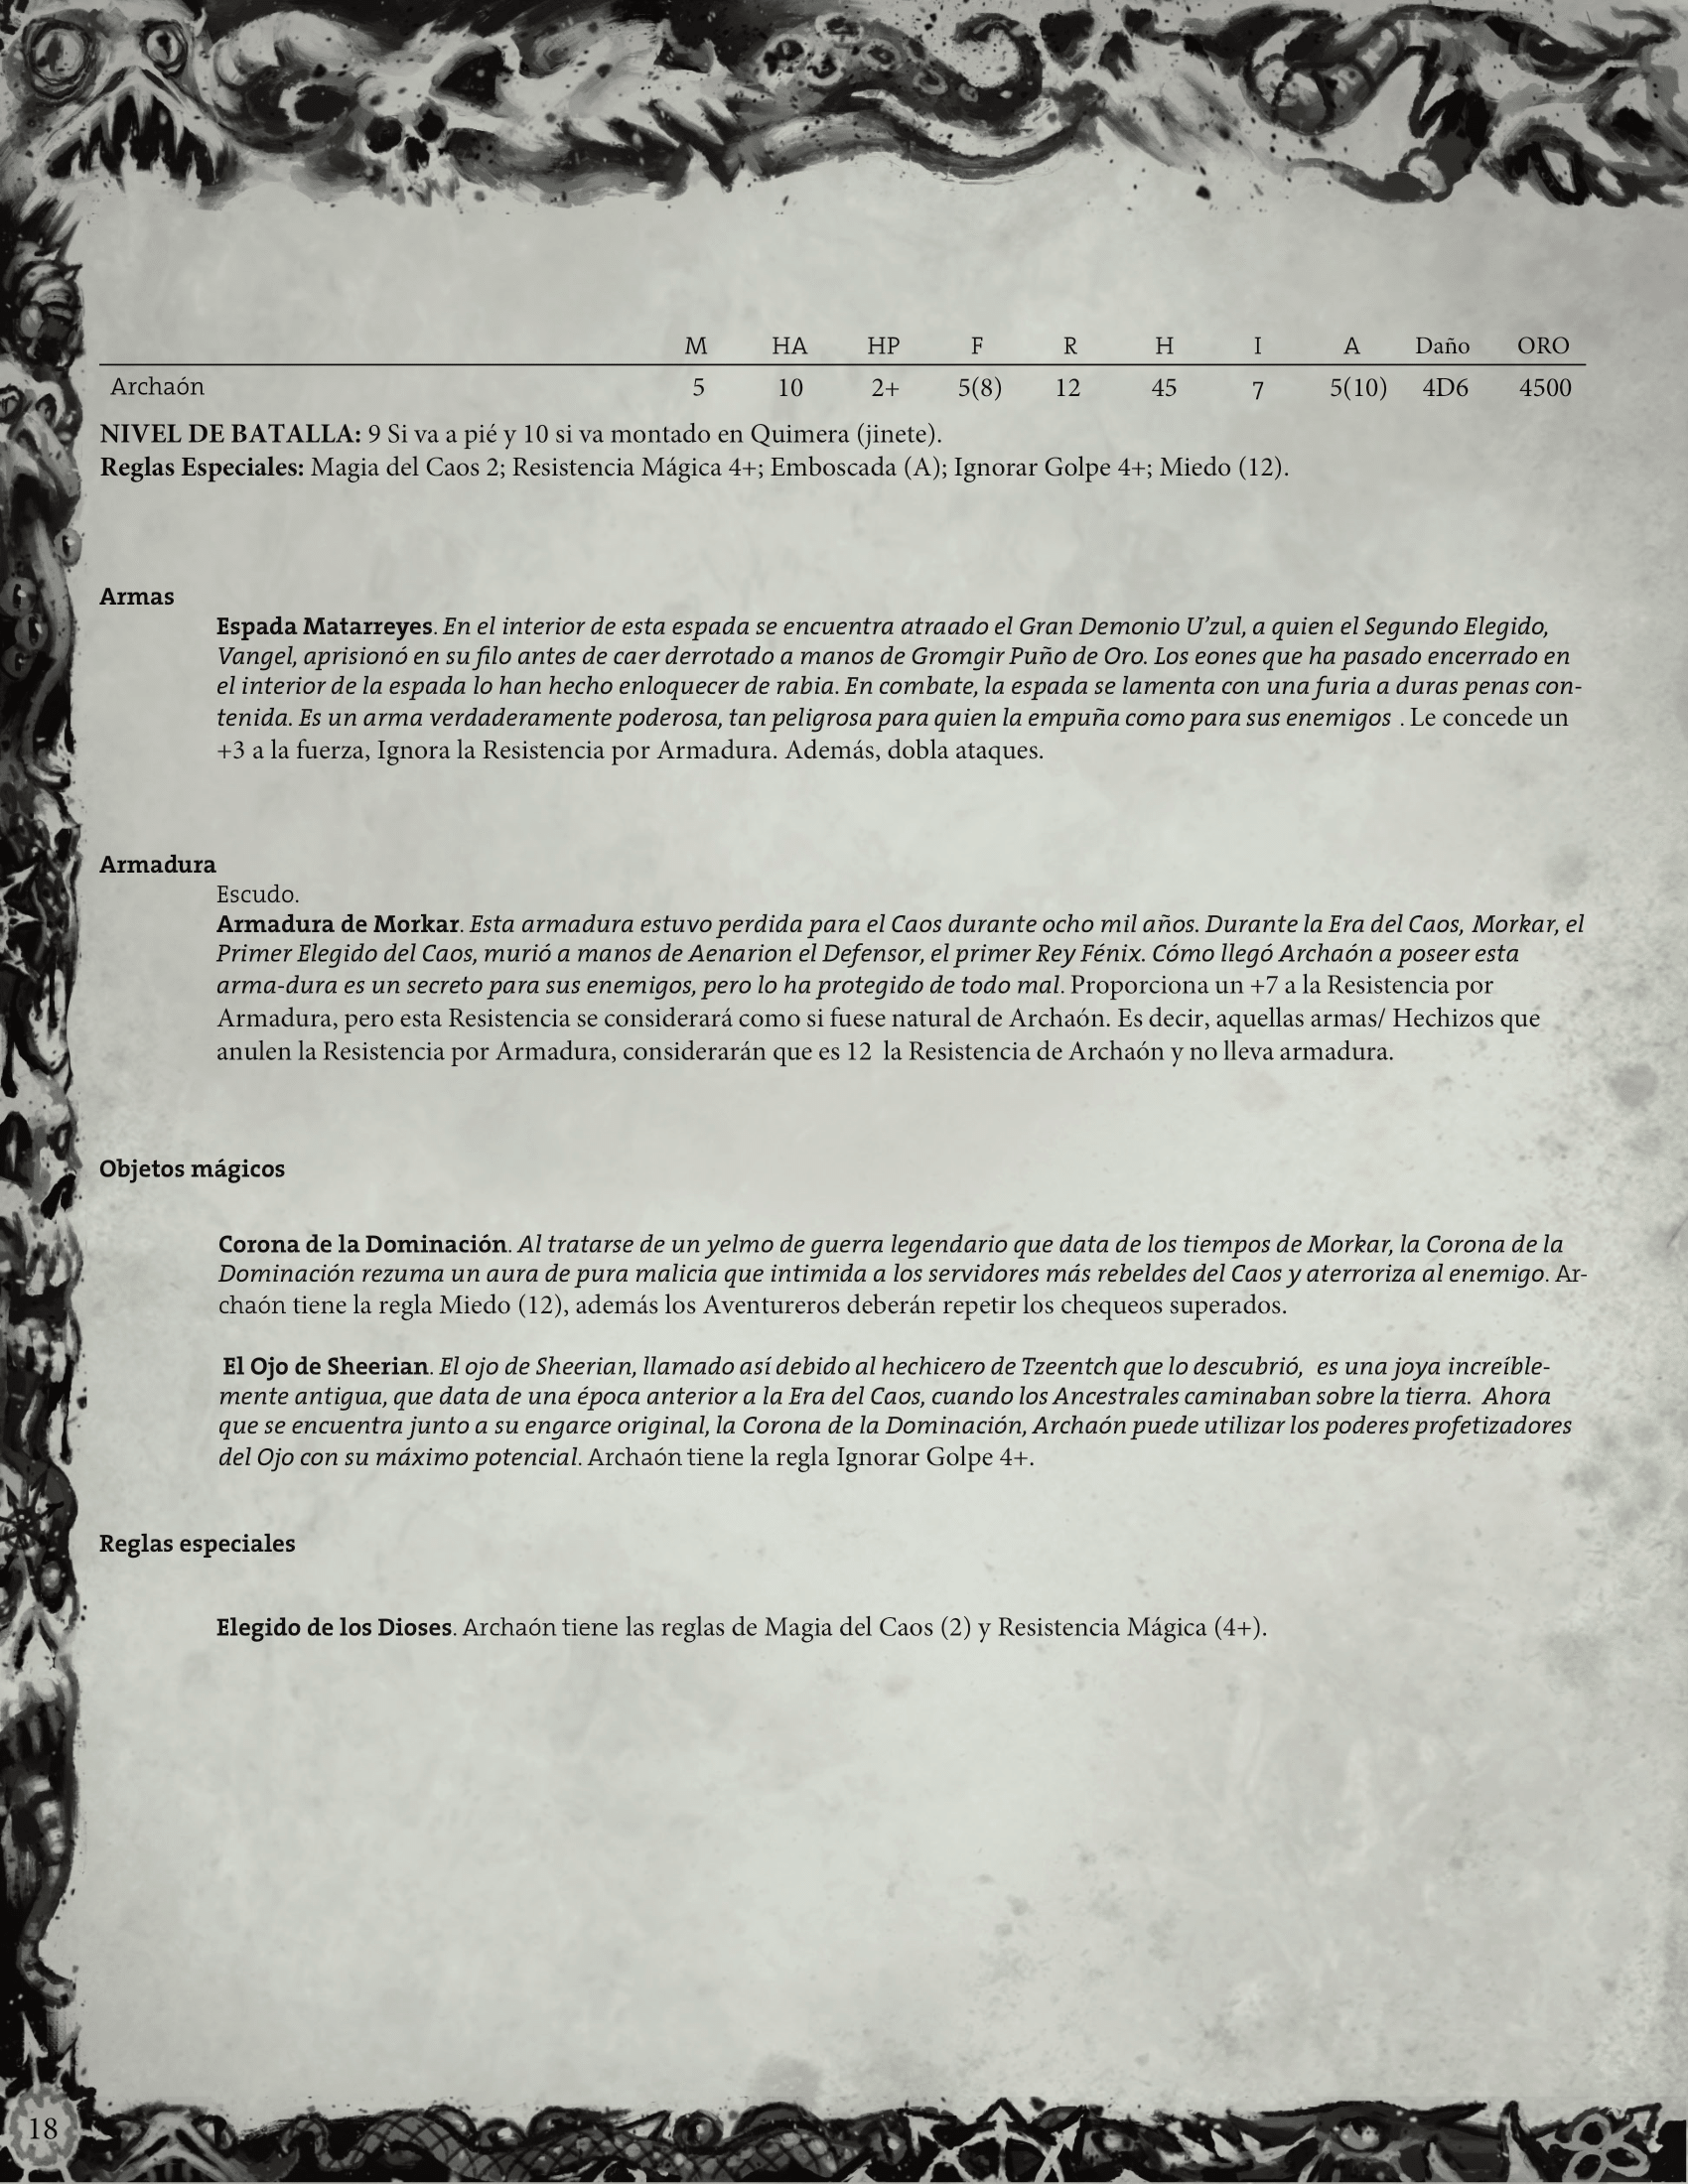 M HA HP F R H I A Daño ORO
Archaón 5 10 2+ 5(8) 12 45 7 5(10) 4D6 4500
NIVEL DE BATALLA: 9 Si va a pié y 10 si va montado en Quimera (jinete).
Reglas Especiales: Magia del Caos 2; Resistencia Mágica 4+; Emboscada (A); Ignorar Golpe 4+; Miedo (12).
Armas
Espada Matarreyes. En el interior de esta espada se encuentra atraado el Gran Demonio U’zul, a quien el Segundo Elegido,
Vangel, aprisionó en su filo antes de caer derrotado a manos de Gromgir Puño de Oro. Los eones que ha pasado encerrado en
el interior de la espada lo han hecho enloquecer de rabia. En combate, la espada se lamenta con una furia a duras penas con-
tenida. Es un arma verdaderamente poderosa, tan peligrosa para quien la empuña como para sus enemigos . Le concede un
+3 a la fuerza, Ignora la Resistencia por Armadura. Además, dobla ataques.
Armadura
Escudo.
Armadura de Morkar. Esta armadura estuvo perdida para el Caos durante ocho mil años. Durante la Era del Caos, Morkar, el
Primer Elegido del Caos, murió a manos de Aenarion el Defensor, el primer Rey Fénix. Cómo llegó Archaón a poseer esta
arma-dura es un secreto para sus enemigos, pero lo ha protegido de todo mal. Proporciona un +7 a la Resistencia por
Armadura, pero esta Resistencia se considerará como si fuese natural de Archaón. Es decir, aquellas armas/ Hechizos que
anulen la Resistencia por Armadura, considerarán que es 12 la Resistencia de Archaón y no lleva armadura.
Objetos mágicos
Corona de la Dominación. Al tratarse de un yelmo de guerra legendario que data de los tiempos de Morkar, la Corona de la
Dominación rezuma un aura de pura malicia que intimida a los servidores más rebeldes del Caos y aterroriza al enemigo. Ar-
chaón tiene la regla Miedo (12), además los Aventureros deberán repetir los chequeos superados.
El Ojo de Sheerian. El ojo de Sheerian, llamado así debido al hechicero de Tzeentch que lo descubrió, es una joya increíble-
mente antigua, que data de una época anterior a la Era del Caos, cuando los Ancestrales caminaban sobre la tierra. Ahora
que se encuentra junto a su engarce original, la Corona de la Dominación, Archaón puede utilizar los poderes profetizadores
del Ojo con su máximo potencial. Archaón tiene la regla Ignorar Golpe 4+.
Reglas especiales
Elegido de los Dioses. Archaón tiene las reglas de Magia del Caos (2) y Resistencia Mágica (4+).
18